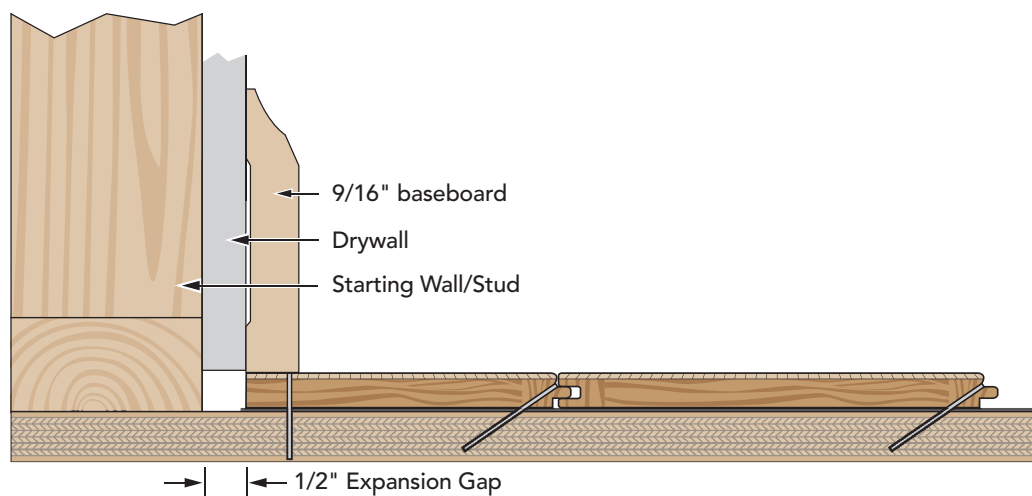 9/16" baseboard
Drywall
Starting Wall/Stud
1/2" Expansion Gap